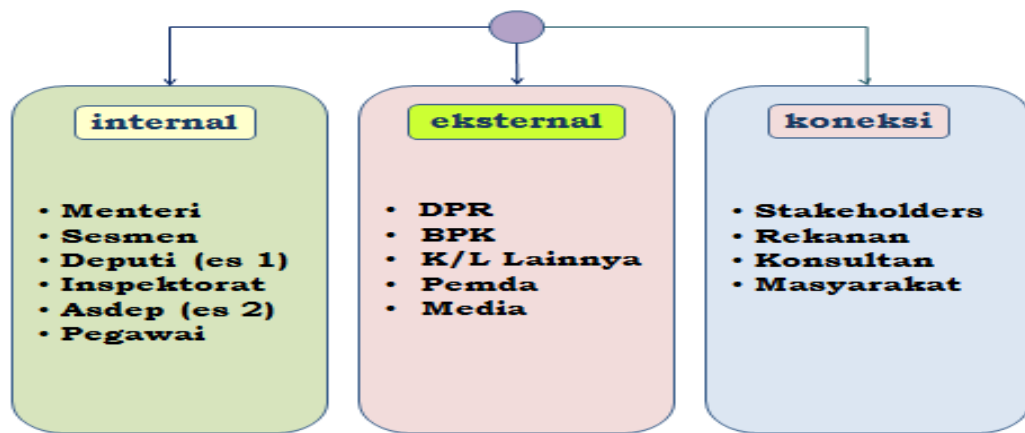 internal
• Menteri
• Sesmen
• Deputi (es 1)
• Inspektorat
• Asdep (es 2)
• Pegawai
eksternal
• DPR
• BPK
• K/L Lainnya
• Pemda
• Media
koneksi
• Stakeholders
• Rekanan
• Konsultan
• Masyarakat